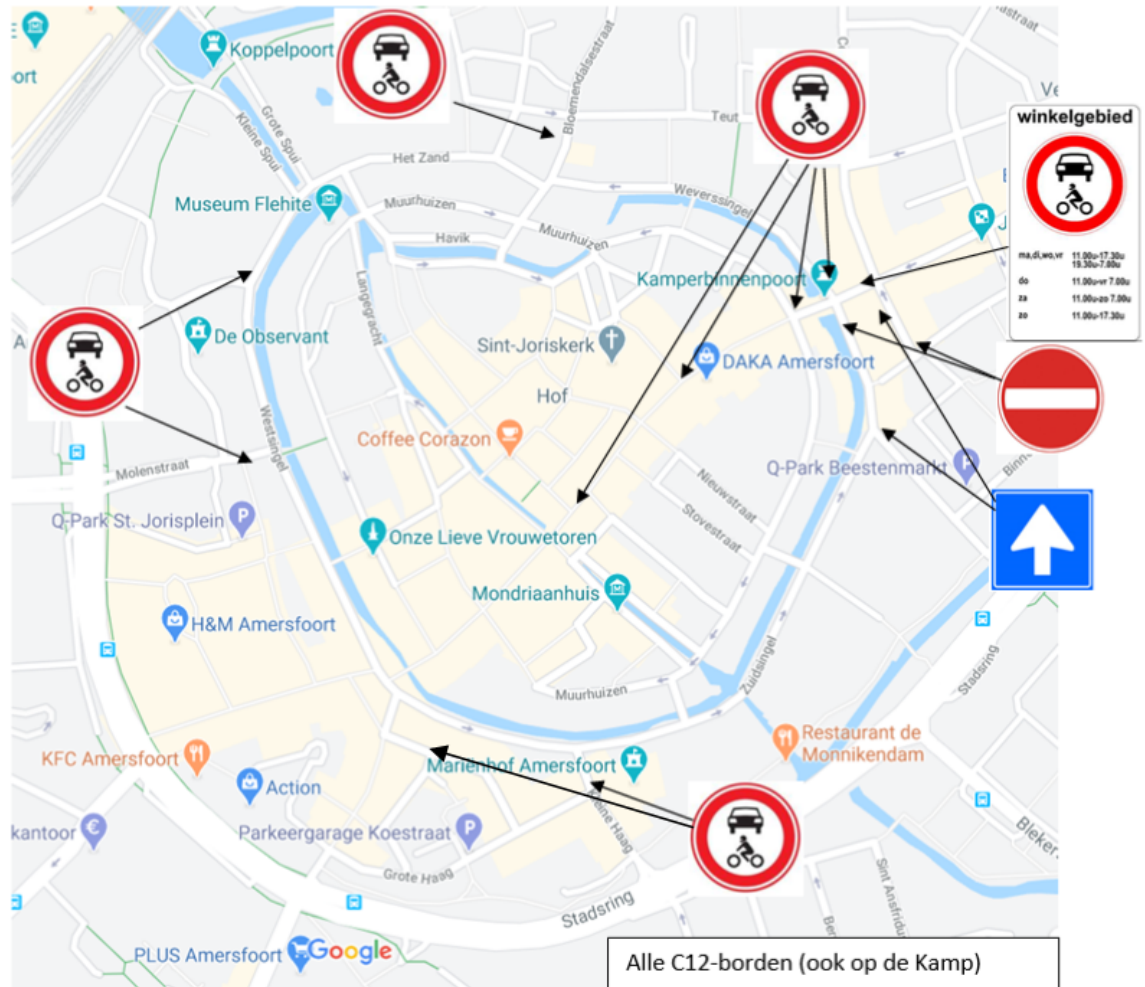 Koppelpoort
Bloemendalsestraat
Teut
winkelgebied
ma,di,wo,vr 11.00u-17.30u
19.30u-7.00u
do 11.00u-vr 7.00u
za 11.00u-zo 7.00u
zo 11.00u-17.30u
Grote Spui
Kleine Spui
Het Zand
Museum Flehite
Muurhuizen
Weverssingel
Havik
Muurhuizen
Kamperbinnenpoort
Langegracht
De Observant
Sint-Joriskerk
DAKA Amersfoort
Hof
Westsingel
Coffee Corazon
Molenstraat
Q-Park Beestenmarkt
Nieuwstraat
Q-Park St. Jorisplein
Stovestraat
Onze Lieve Vrouwetoren
Mondriaanhuis
H&M Amersfoort
Zuidsingel
Stadsring
Muurhuizen
KFC Amersfoort
Marienhof Amersfoort
Restaurant de
Monnikendam
Action
Kleine Haag
kantoor
Parkeergarage Koestraat
Grote Haag
Stadsring
PLUS Amersfoort
Google
Alle C12-borden (ook op de Kamp)